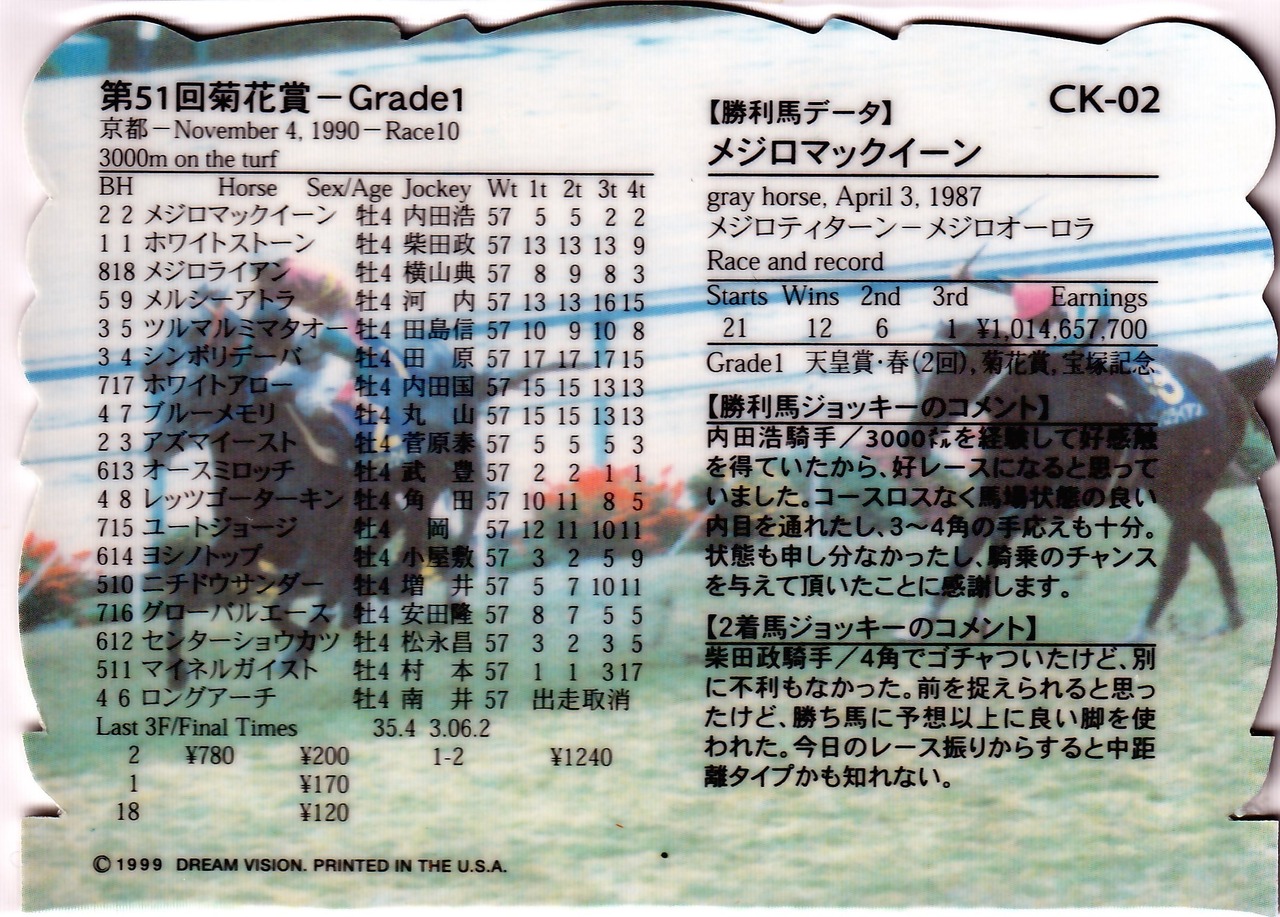 第51回菊花賞－Grade1
京都－November 4, 1990－Race10
3000m on the turf
BH Horse Sex/Age Jockey Wt 1t 2t 3t 4t
2 2 メジロマックイーン 牡4 内田浩 57 5 5 2 2
1 1 ホワイトストーン 牡4 柴田政 57 13 13 13 9
818 メジロライアン 牡4 横山典 57 8 9 8 3
5 9 メルシーアトラ 牡4 河 内 57 13 13 16 15
3 5 ツルマルミマタオー 牡4 田島信 57 10 9 10 8
3 4 シンボリデーバ 牡4 田 原 57 17 17 17 15
717 ホワイトアロー 牡4 内田国 57 15 15 13 13
4 7 ブルーメモリ 牡4 丸 山 57 15 15 13 13
2 3 アズマイースト 牡4 菅原泰 57 5 5 5 3
613 オースミロッチ 牡4 武 豊 57 2 2 1 1
4 8 レッツゴーターキン 牡4 角 田 57 10 11 8 5
715 ユートジョージ 牡4 岡 57 12 11 10 11
614 ヨシノトップ 牡4 小屋敷 57 3 2 5 9
510 ニチドウサンダー 牡4 増 井 57 5 7 10 11
716 グローバルエース 牡4 安田隆 57 8 7 5 5
612 センターショウカツ 牡4 松永昌 57 3 2 3 5
511 マイネルガイスト 牡4 村 本 57 1 1 3 17
4 6 ロングアーチ 牡4 南 井 57 出走取消
Last 3F/Final Times 35.4 3.06.2
2 ¥780 ¥200 1-2 ¥1240
1 ¥170
18 ¥120
©1999 DREAM VISION. PRINTED IN THE U.S.A.
CK-02
【勝利馬データ】
メジロマックイーン
gray horse, April 3, 1987
メジロティターン－メジロオーロラ
Race and record
Starts Wins 2nd 3rd Earnings
21 12 6 1 ¥1,014,657,700
Grade1 天皇賞・春(2回), 菊花賞, 宝塚記念
【勝利馬ジョッキーのコメント】
内田浩騎手／3000㍍を経験して好感触
を得ていたから、好レースになると思って
いました。コースロスなく馬場状態の良い
内目を通れたし、3〜4角の手応えも十分。
状態も申し分なかったし、騎乗のチャンス
を与えて頂いたことに感謝します。
【2着馬ジョッキーのコメント】
柴田政騎手／4角でゴチャついたけど、別
に不利もなかった。前を捉えられると思っ
たけど、勝ち馬に予想以上に良い脚を使
われた。今日のレース振りからすると中距
離タイプかも知れない。